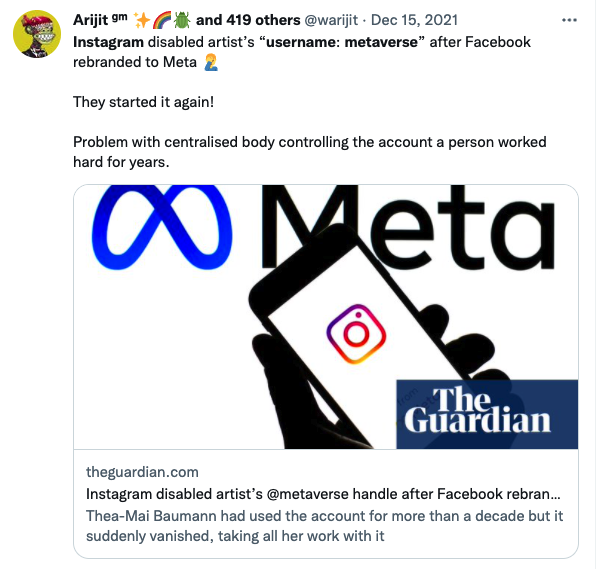 Arijit ᵍᵐ ✨🌈🪲 and 419 others @warijit · Dec 15, 2021
Instagram disabled artist's “username: metaverse” after Facebook
rebranded to Meta 🤦‍♂️
They started it again!
Problem with centralised body controlling the account a person worked
hard for years.
Meta
The
Guardian
theguardian.com
Instagram disabled artist's @metaverse handle after Facebook rebran...
Thea-Mai Baumann had used the account for more than a decade but it
suddenly vanished, taking all her work with it